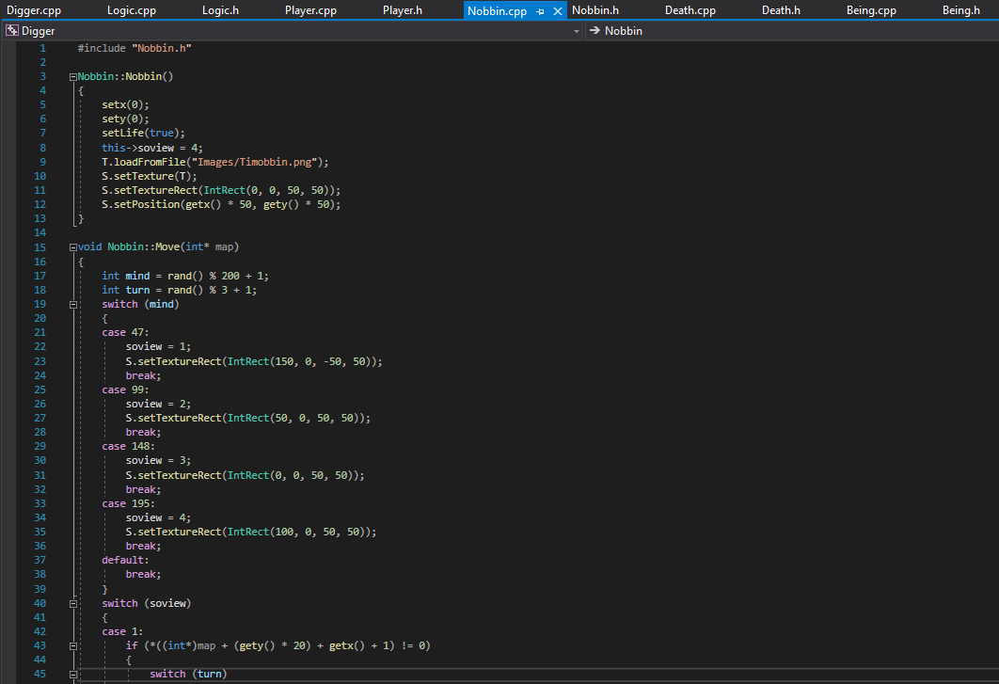 Digger.cpp Logic.cpp Logic.h Player.cpp Player.h Nobbin.cpp Nobbin.h Death.cpp Death.h Being.cpp Being.h
Digger Nobbin
1 #include "Nobbin.h"
2
3 Nobbin::Nobbin()
4 {
5 setx(0);
6 sety(0);
7 setLife(true);
8 this->soview = 4;
9 T.loadFromFile("Images/Timobbin.png");
10 S.setTexture(T);
11 S.setTextureRect(IntRect(0, 0, 50, 50));
12 S.setPosition(getx() * 50, gety() * 50);
13 }
14
15 void Nobbin::Move(int* map)
16 {
17 int mind = rand() % 200 + 1;
18 int turn = rand() % 3 + 1;
19 switch (mind)
20 {
21 case 47:
22 soview = 1;
23 S.setTextureRect(IntRect(150, 0, -50, 50));
24 break;
25 case 99:
26 soview = 2;
27 S.setTextureRect(IntRect(50, 0, 50, 50));
28 break;
29 case 148:
30 soview = 3;
31 S.setTextureRect(IntRect(0, 0, 50, 50));
32 break;
33 case 195:
34 soview = 4;
35 S.setTextureRect(IntRect(100, 0, 50, 50));
36 break;
37 default:
38 break;
39 }
40 switch (soview)
41 {
42 case 1:
43 if (*((int*)map + (gety() * 20) + getx() + 1) != 0)
44 {
45 switch (turn)